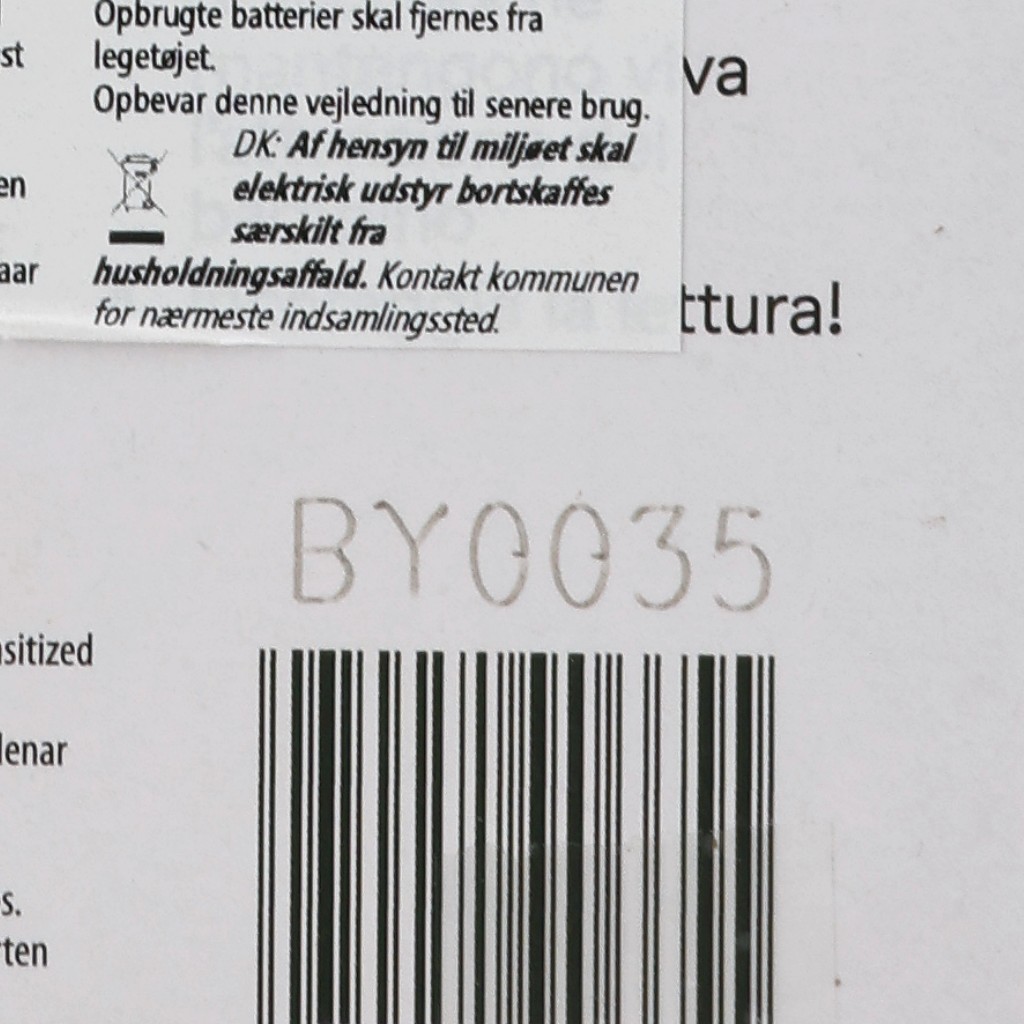 Opbrugte batterier skal fjernes fra
legetøjet.
Opbevar denne vejledning til senere brug.
DK: Af hensyn til miljøet skal
elektrisk udstyr bortskaffes
særskilt fra
husholdningsaffald. Kontakt kommunen
for nærmeste indsamlingssted.
st
en
aar
va
ttura!
BY0035
sitized
lenar
s.
ten